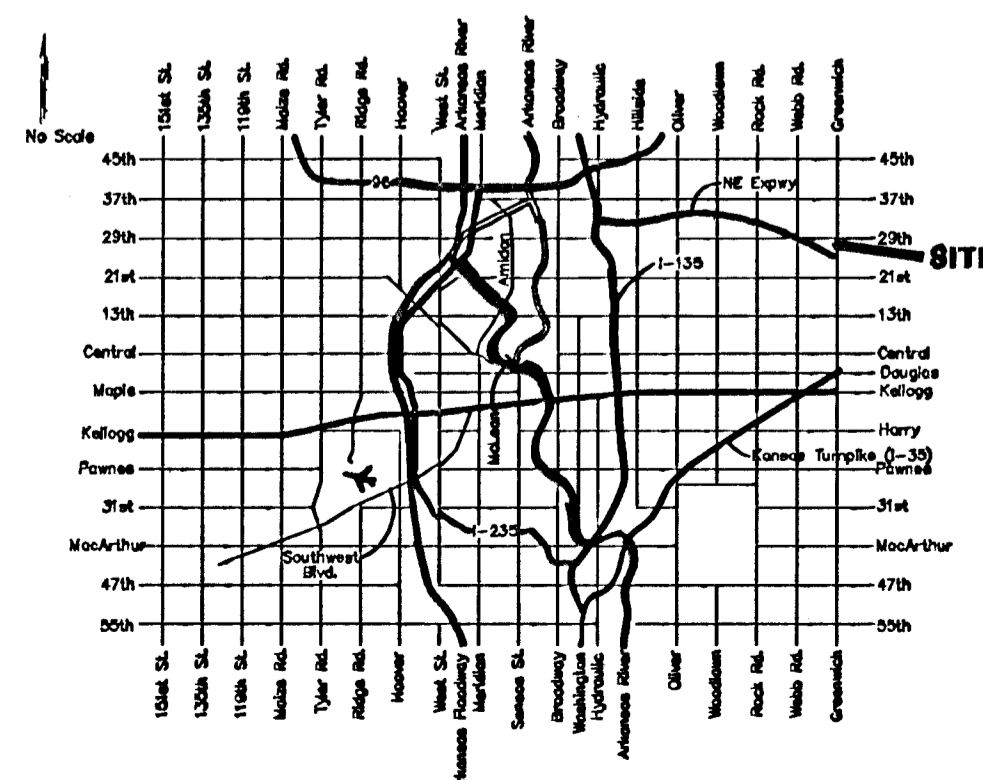 No Scale
151st St.
135th St.
119th St.
Maize Rd.
Tyler Rd.
Ridge Rd.
Hoover
West St.
Arkansas River
Meridian
Arkansas River
Broadway
Hydraulic
Hillside
Oliver
Woodlawn
Rock Rd.
Webb Rd.
Greenwich
45th
45th
96
NE Expwy
37th
37th
29th
29th
SITE
Amidon
I-135
21st
21st
13th
13th
Central
Central
Douglas
Maple
Kellogg
McLean
Kellogg
Harry
Kansas Turnpike (I-35)
Pawnee
Pawnee
31st
31st
I-235
MacArthur
MacArthur
Southwest
Blvd.
47th
47th
55th
55th
151st St.
135th St.
119th St.
Maize Rd.
Tyler Rd.
Ridge Rd.
Hoover
West St.
Arkansas Floodway
Meridian
Seneca St.
Broadway
Washington
Hydraulic
Arkansas River
Oliver
Woodlawn
Rock Rd.
Webb Rd.
Greenwich